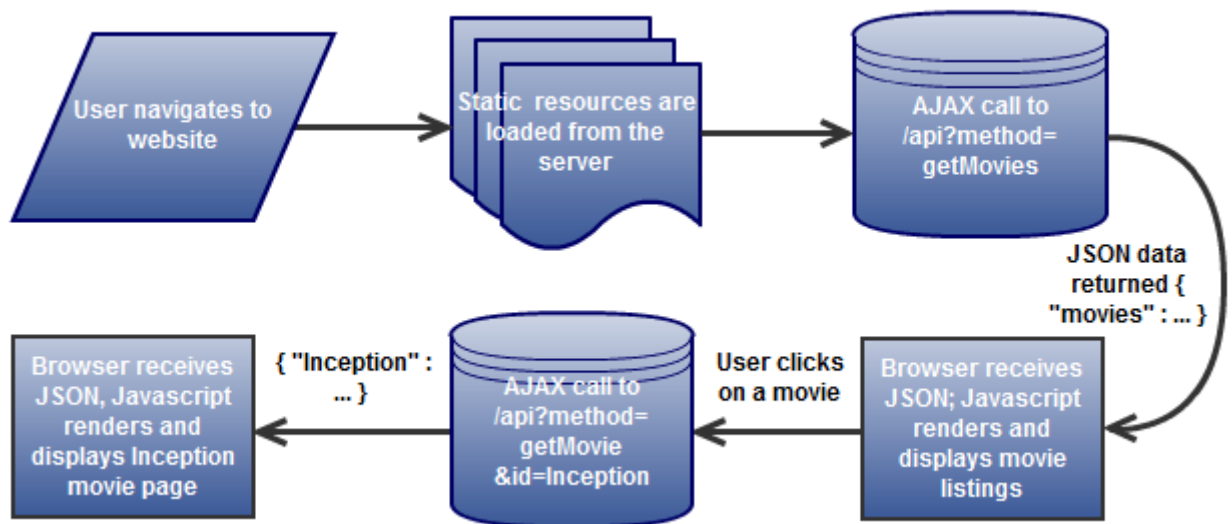 User navigates to
website
Static resources are
loaded from the
server
AJAX call to
/api?method=
getMovies
JSON data
returned {
"movies" : ... }
Browser receives
JSON; Javascript
renders and
displays movie
listings
User clicks
on a movie
AJAX call to
/api?method=
getMovie
&id=Inception
{ "Inception" :
... }
Browser receives
JSON, Javascript
renders and
displays Inception
movie page